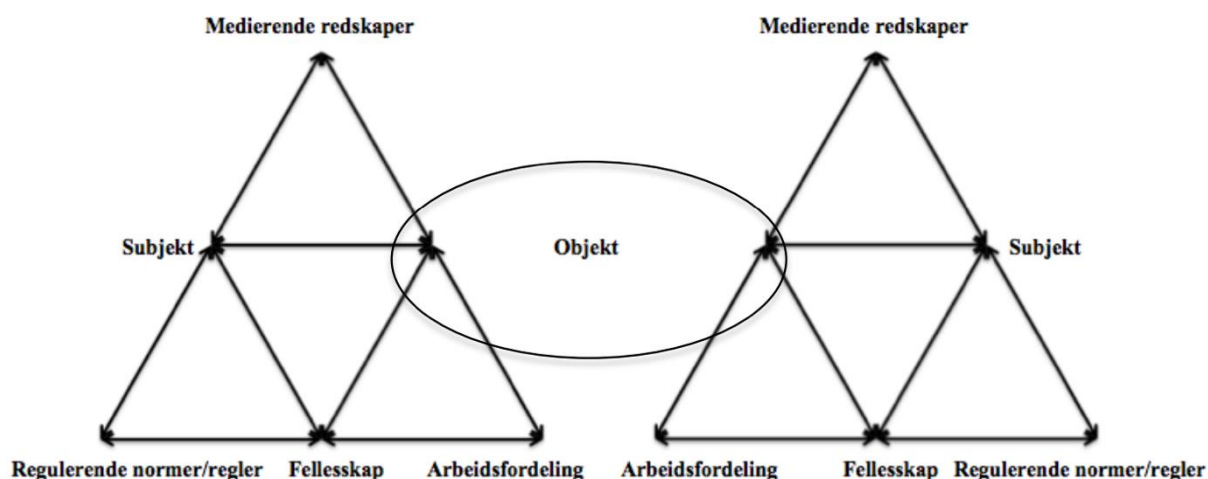 Medierende redskaper Medierende redskaper
Subjekt Objekt Subjekt
Regulerende normer/regler Fellesskap Arbeidsfordeling Arbeidsfordeling Fellesskap Regulerende normer/regler